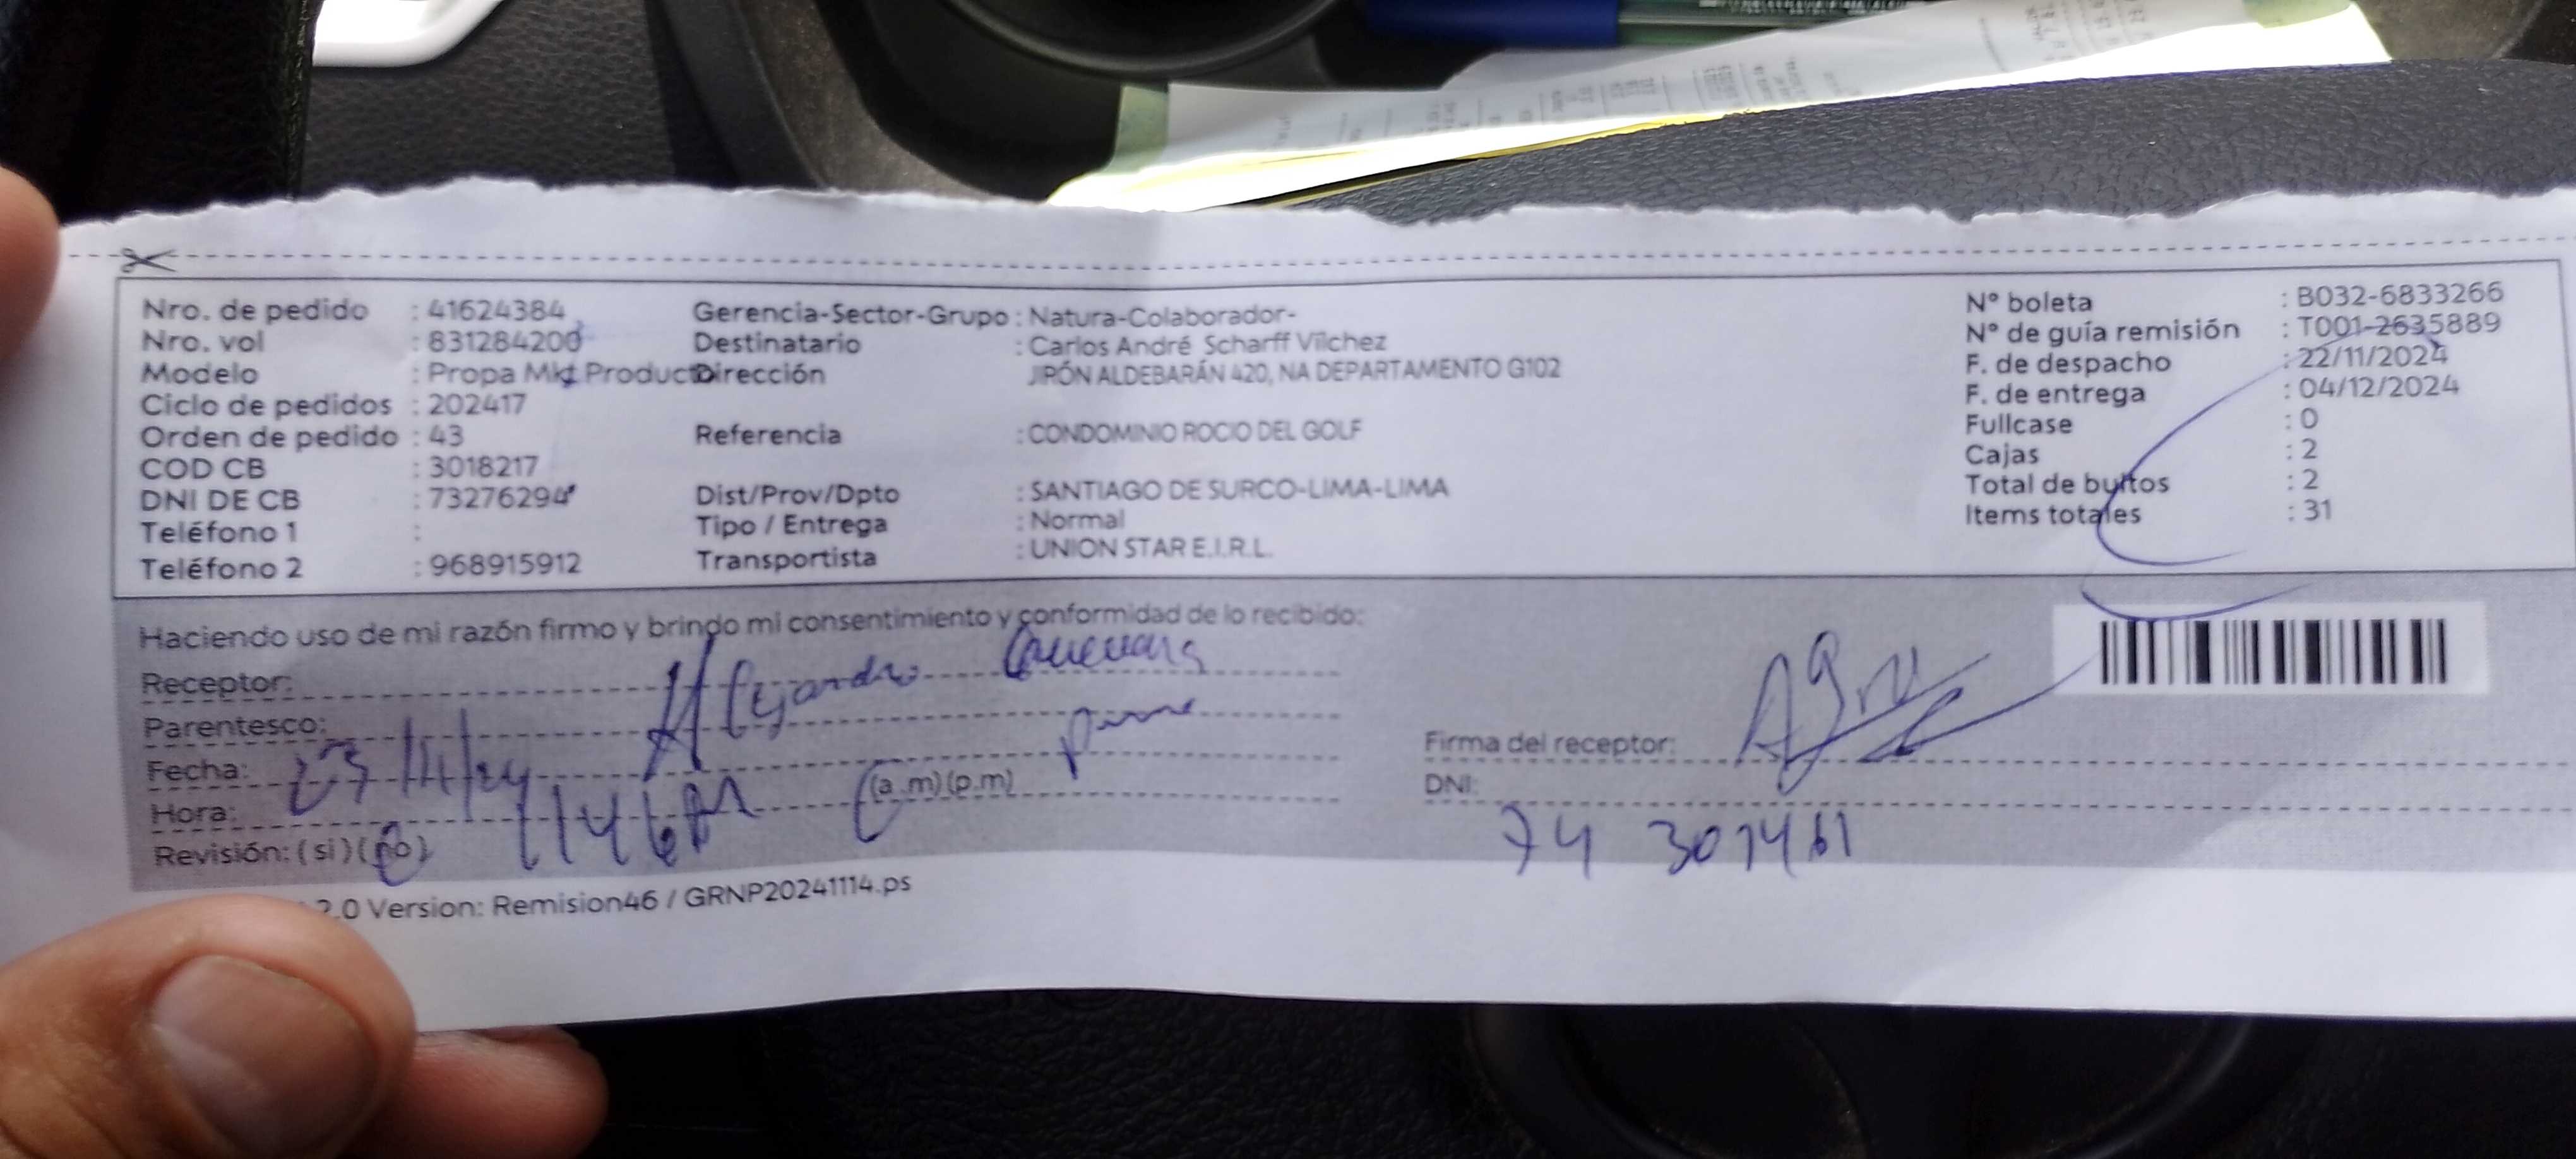 Nro. de pedido : 41624384
Nro. vol : 831284200
Modelo : Propa Mkt Producto
Ciclo de pedidos : 202417
Orden de pedido : 43
COD CB : 3018217
DNI DE CB : 73276294
Teléfono 1 :
Teléfono 2 : 968915912
Gerencia-Sector-Grupo : Natura-Colaborador-
Destinatario : Carlos André Scharff Vilchez
Dirección JIRÓN ALDEBARÁN 420, NA DEPARTAMENTO G102
Referencia : CONDOMINIO ROCIO DEL GOLF
Dist/Prov/Dpto : SANTIAGO DE SURCO-LIMA-LIMA
Tipo / Entrega : Normal
Transportista : UNION STAR E.I.R.L.
N° boleta : B032-6833266
N° de guía remisión : T001-2635889
F. de despacho : 22/11/2024
F. de entrega : 04/12/2024
Fullcase : 0
Cajas : 2
Total de bultos : 2
Items totales : 31
Haciendo uso de mi razón firmo y brindo mi consentimiento y conformidad de lo recibido:
Receptor: Alejandro
Parentesco:
Fecha: 23/11/24
Hora: (a.m)(p.m)
Revisión: (si)(no)
Firma del receptor:
DNI:
2.0 Version: Remision46 / GRNP20241114.ps